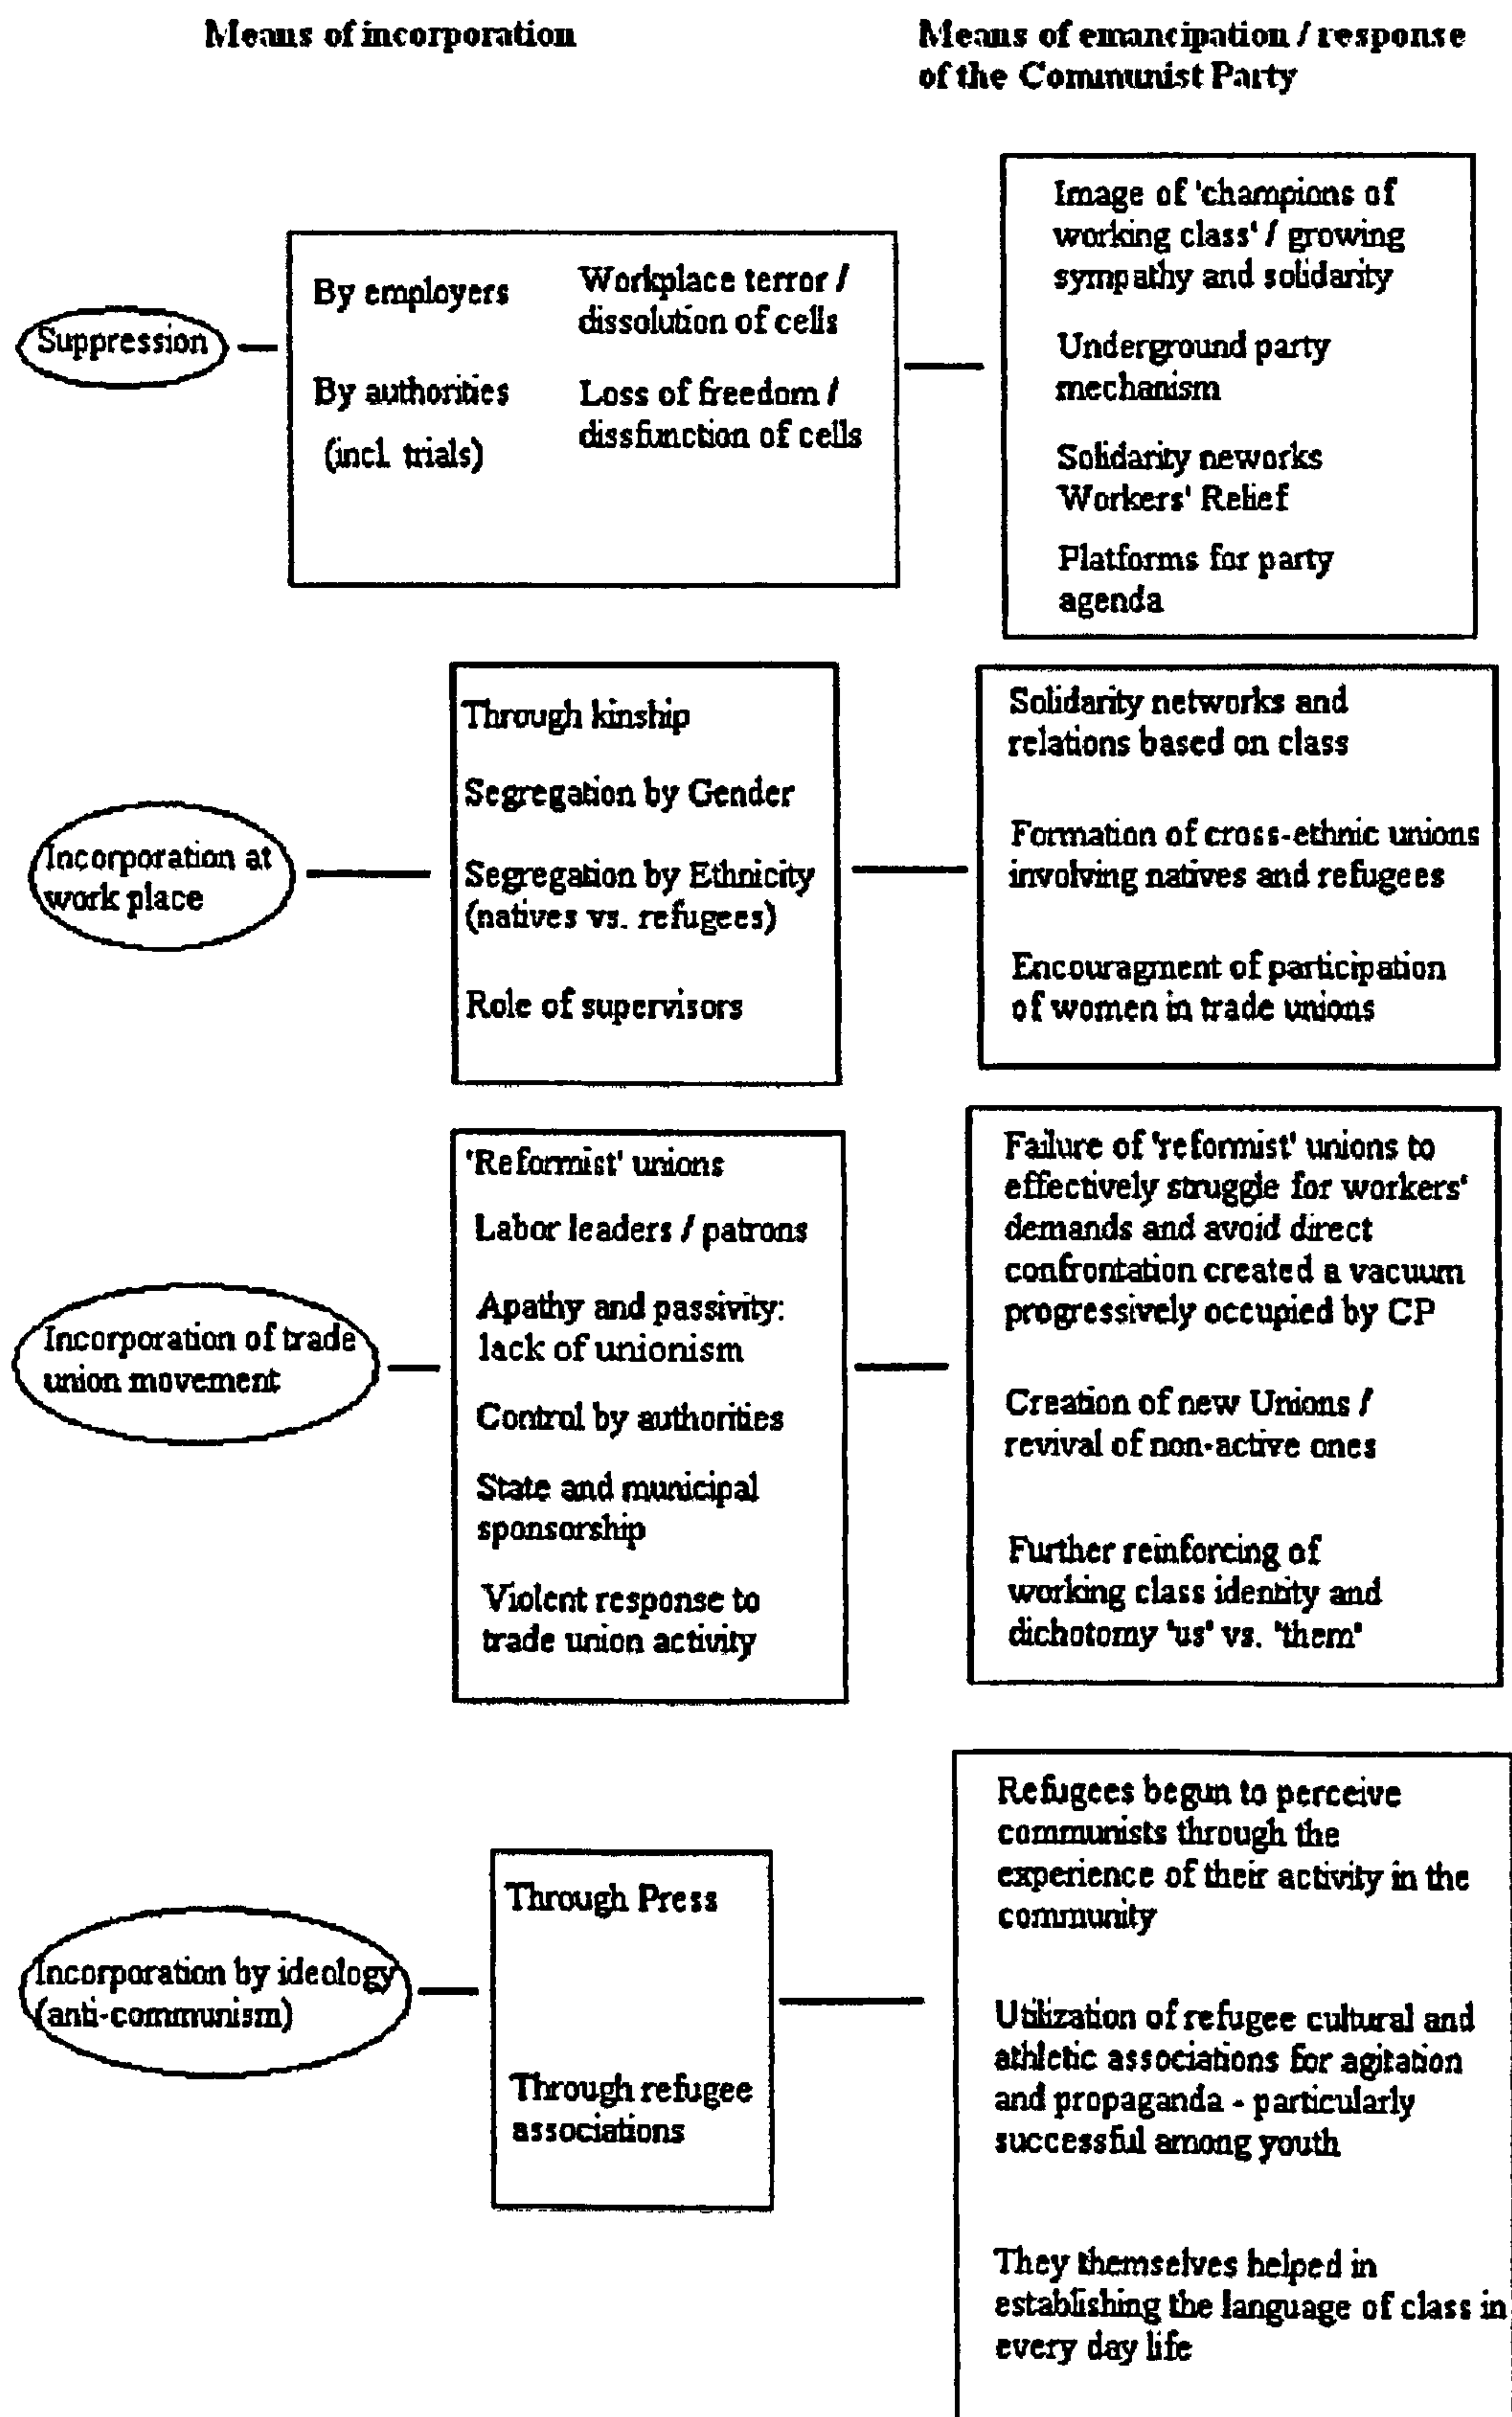 Means of incorporation
Means of emancipation / response
of the Communist Party
Suppression
By employers
Workplace terror /
dissolution of cells
By authorities
(incl. trials)
Loss of freedom /
dissfunction of cells
Image of 'champions of
working class' / growing
sympathy and solidarity
Underground party
mechanism
Solidarity neworks
Workers' Relief
Platforms for party
agenda
Incorporation at
work place
Through kinship
Segregation by Gender
Segregation by Ethnicity
(natives vs. refugees)
Role of supervisors
Solidarity networks and
relations based on class
Formation of cross-ethnic unions
involving natives and refugees
Encouragment of participation
of women in trade unions
Incorporation of trade
union movement
'Reformist' unions
Labor leaders / patrons
Apathy and passivity:
lack of unionism
Control by authorities
State and municipal
sponsorship
Violent response to
trade union activity
Failure of 'reformist' unions to
effectively struggle for workers'
demands and avoid direct
confrontation created a vacuum
progressively occupied by CP
Creation of new Unions /
revival of non-active ones
Further reinforcing of
working class identity and
dichotomy 'us' vs. 'them'
Incorporation by ideology
(anti-communism)
Through Press
Through refugee
associations
Refugees begun to perceive
communists through the
experience of their activity in the
community
Utilization of refugee cultural and
athletic associations for agitation
and propaganda - particularly
successful among youth
They themselves helped in
establishing the language of class in
every day life